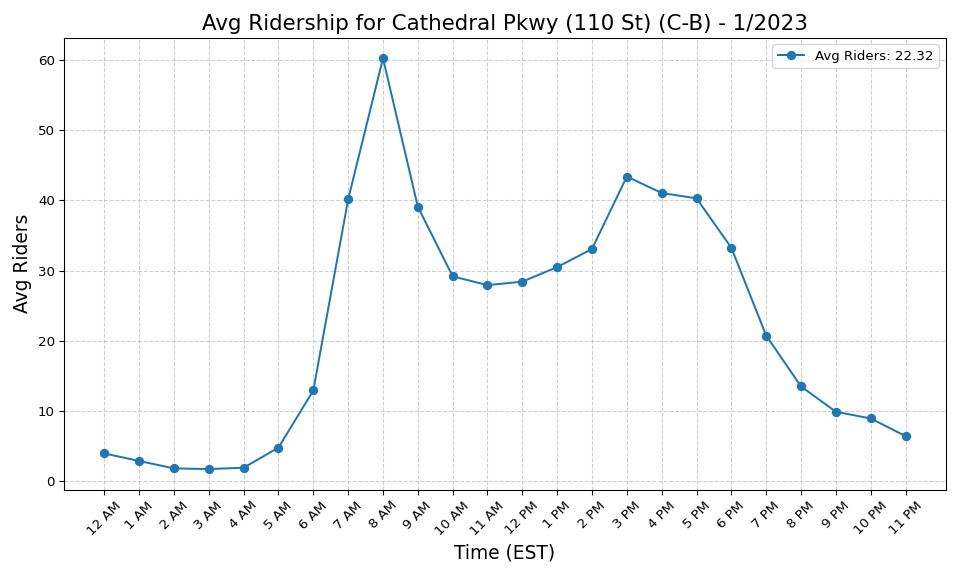 Avg Ridership for Cathedral Pkwy (110 St) (C-B) - 1/2023
Avg Riders: 22.32
Avg Riders
60
50
40
30
20
10
0
12 AM
1 AM
2 AM
3 AM
4 AM
5 AM
6 AM
7 AM
8 AM
9 AM
10 AM
11 AM
12 PM
1 PM
2 PM
3 PM
4 PM
5 PM
6 PM
7 PM
8 PM
9 PM
10 PM
11 PM
Time (EST)